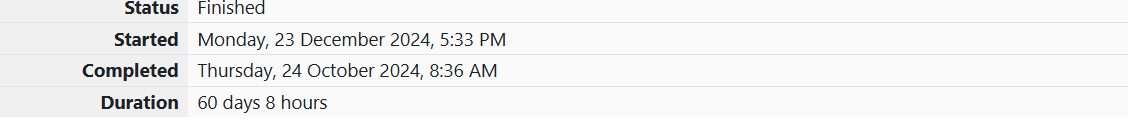 Status Finished
Started Monday, 23 December 2024, 5:33 PM
Completed Thursday, 24 October 2024, 8:36 AM
Duration 60 days 8 hours